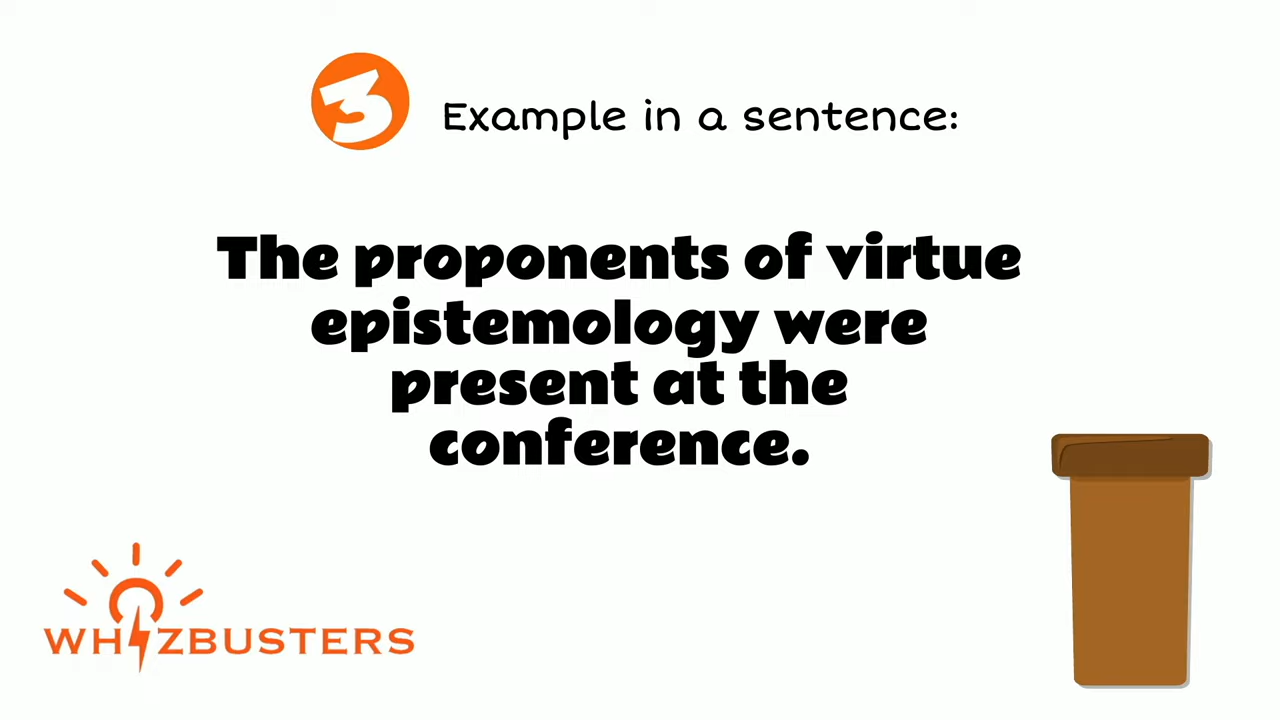 3 Example in a sentence:
The proponents of virtue
epistemology were
present at the
conference.
WHIZBUSTERS